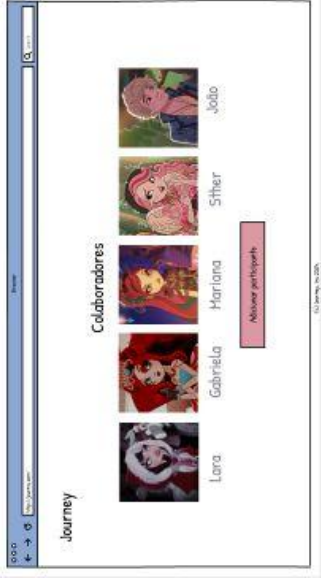 Journey
Colaboradores
Lara
Gabriela
Mariana
Sther
João
Adicionar participante